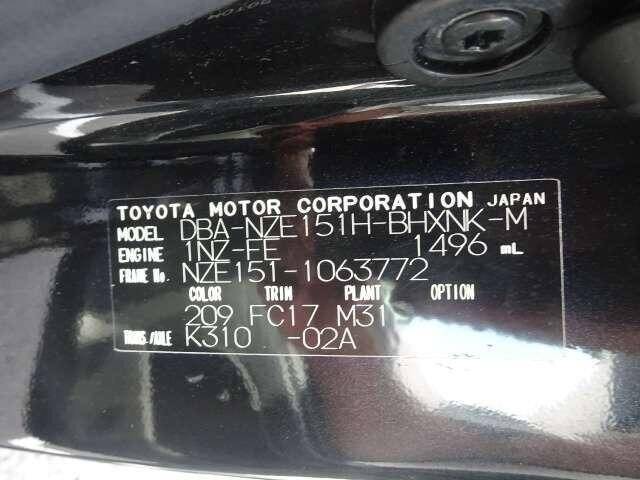 TOYOTA MOTOR CORPORATION JAPAN
MODEL DBA-NZE151H-BHXNK-M
ENGINE 1NZ-FE 1496 mL
FRAME No. NZE151-1063772
COLOR TRIM PLANT OPTION
209 FC17 M31
TRANS./AXLE K310 -02A